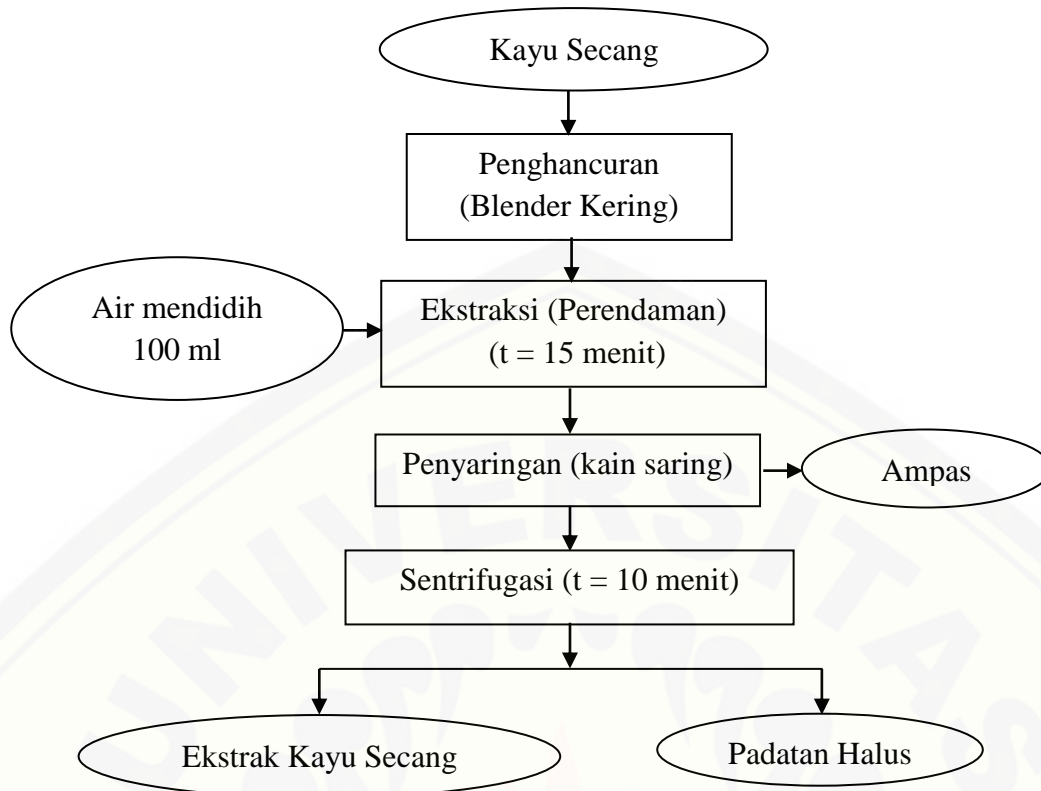 Kayu Secang
Penghancuran
(Blender Kering)
Air mendidih
100 ml
Ekstraksi (Perendaman)
(t = 15 menit)
Penyaringan (kain saring)
Ampas
Sentrifugasi (t = 10 menit)
Ekstrak Kayu Secang
Padatan Halus
UNIVERSITAS